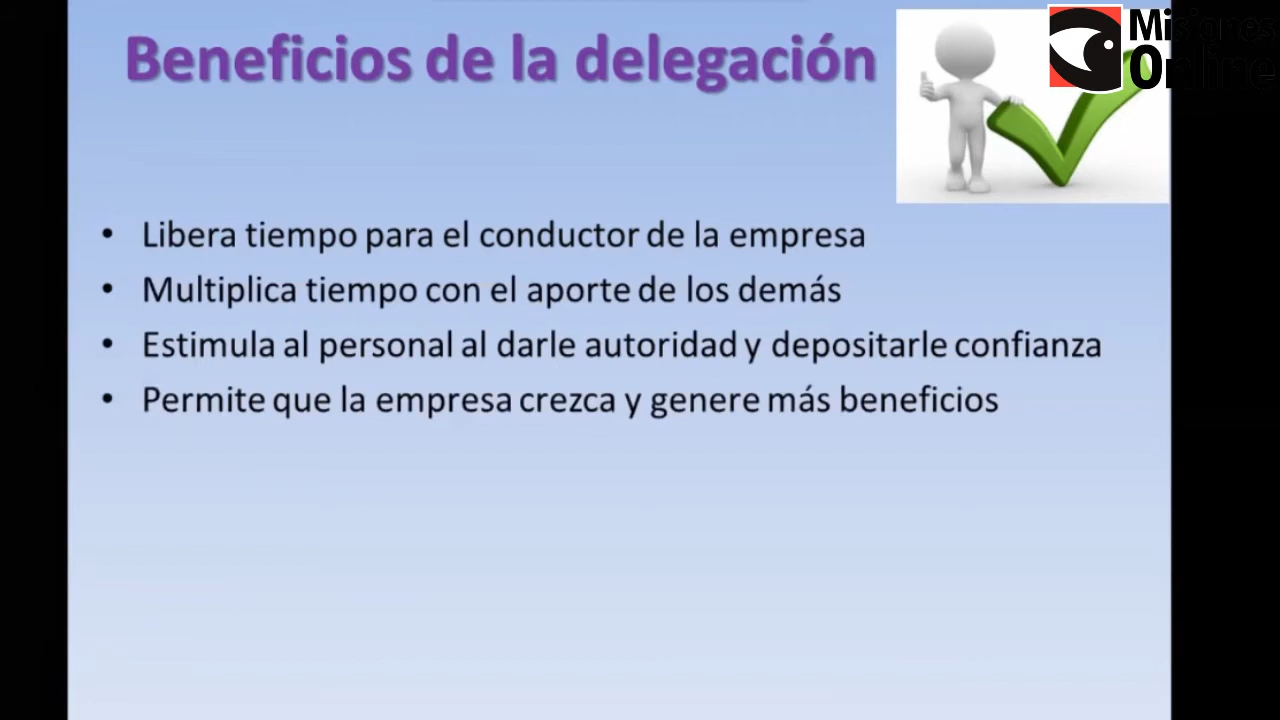 Misiones
Online
Beneficios de la delegación
• Libera tiempo para el conductor de la empresa
• Multiplica tiempo con el aporte de los demás
• Estimula al personal al darle autoridad y depositarle confianza
• Permite que la empresa crezca y genere más beneficios